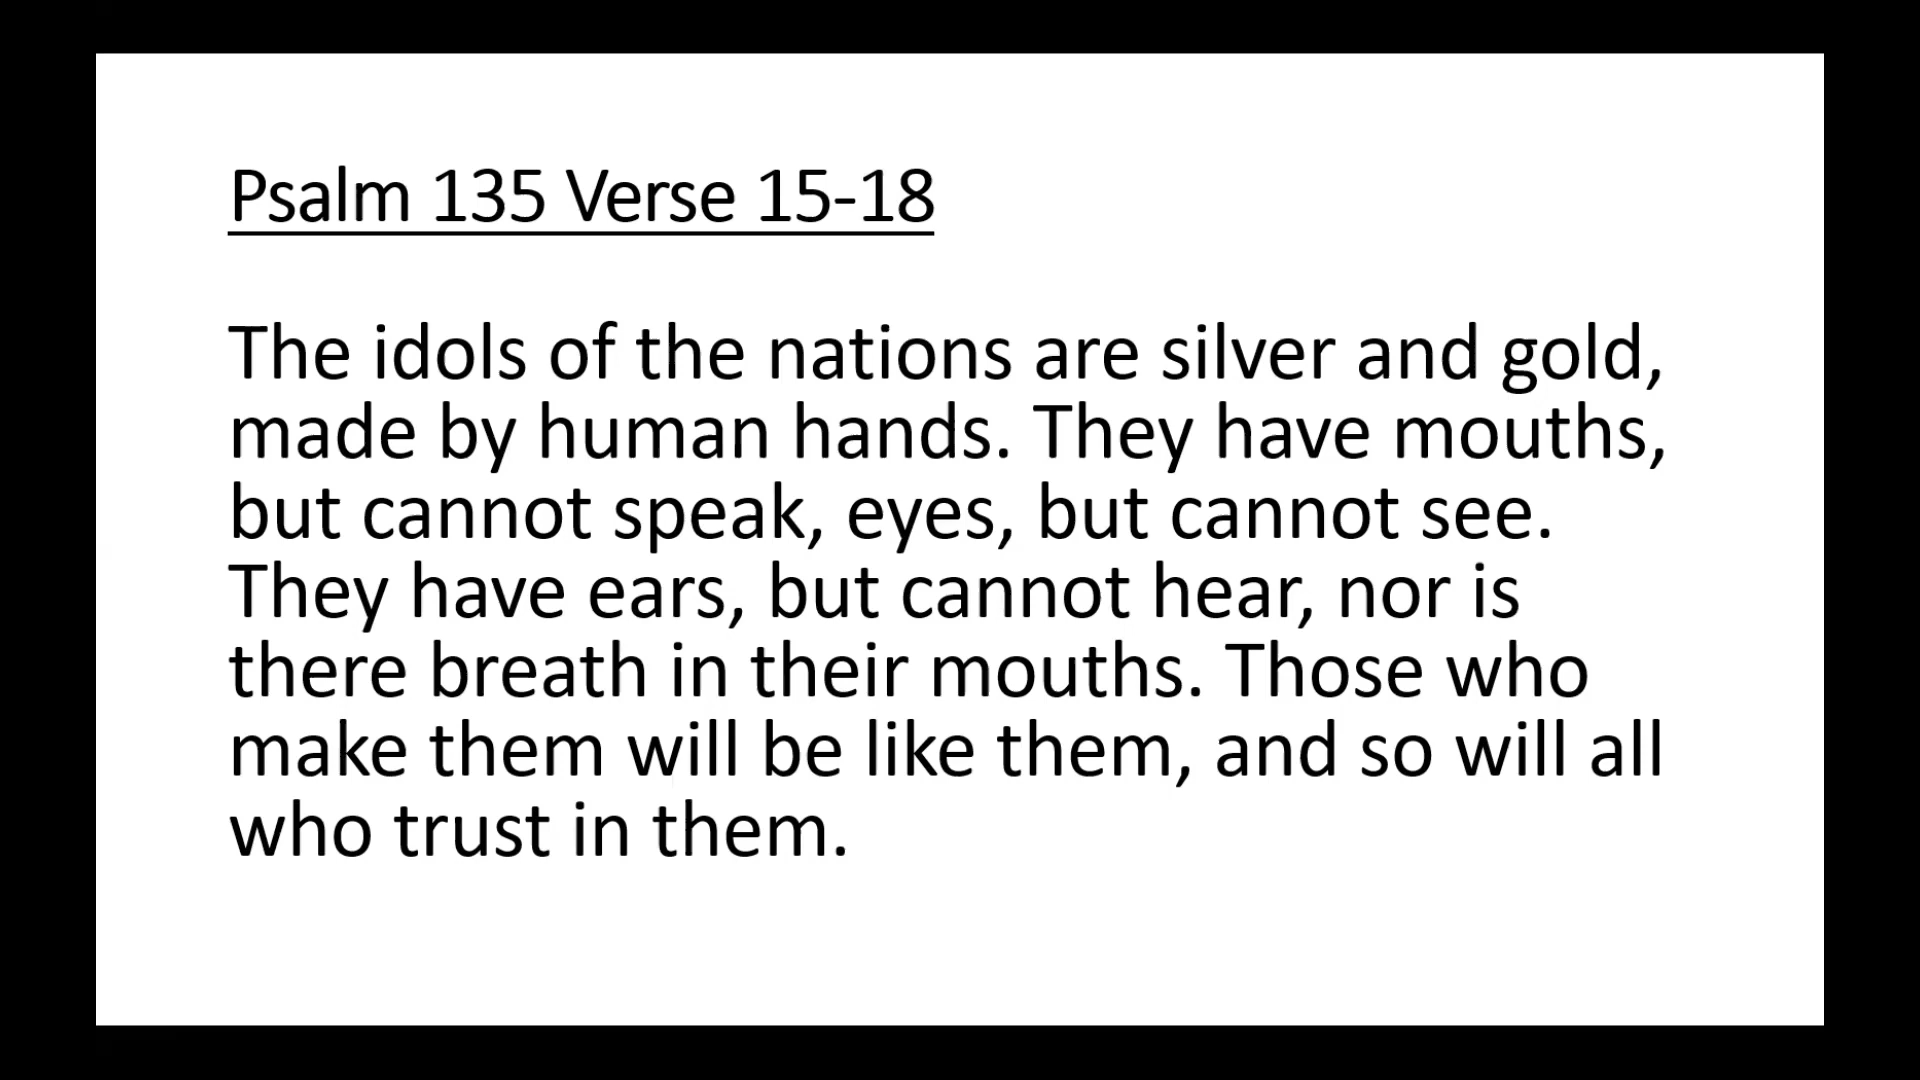 Psalm 135 Verse 15-18
The idols of the nations are silver and gold,
made by human hands. They have mouths,
but cannot speak, eyes, but cannot see.
They have ears, but cannot hear, nor is
there breath in their mouths. Those who
make them will be like them, and so will all
who trust in them.